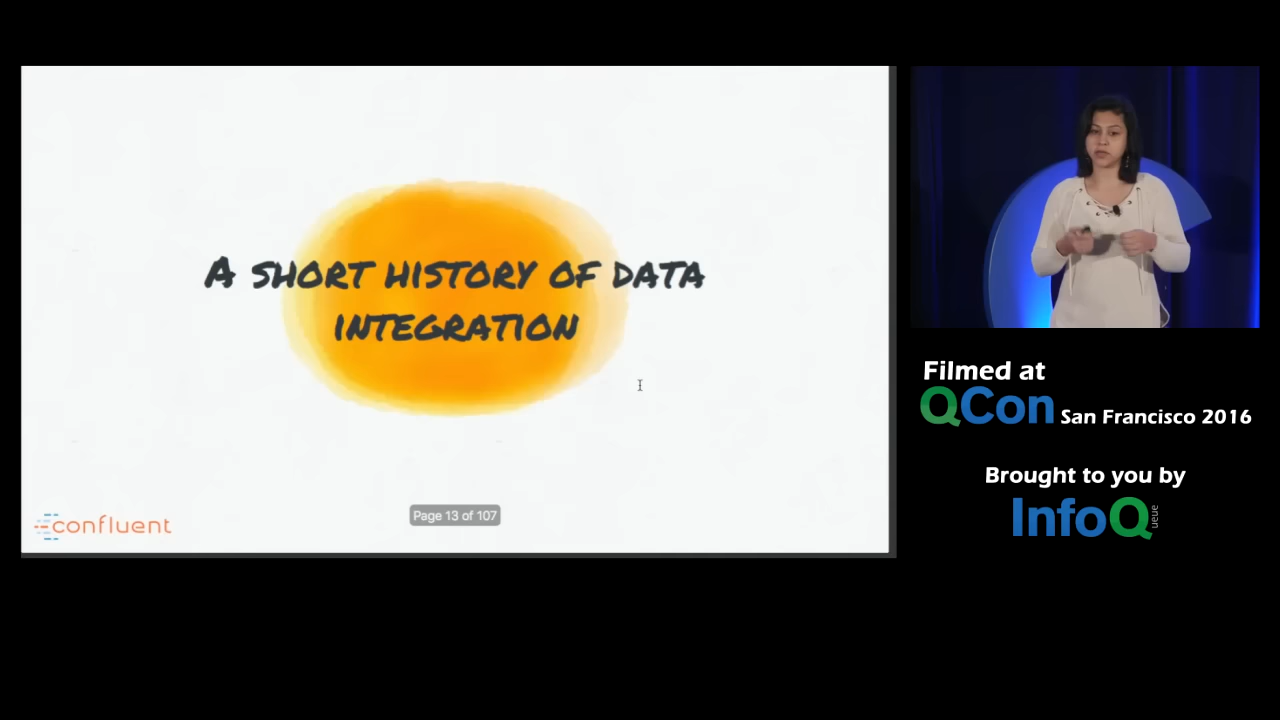 A SHORT HISTORY OF DATA
INTEGRATION
confluent
Page 13 of 107
Filmed at
QCon San Francisco 2016
Brought to you by
InfoQueue